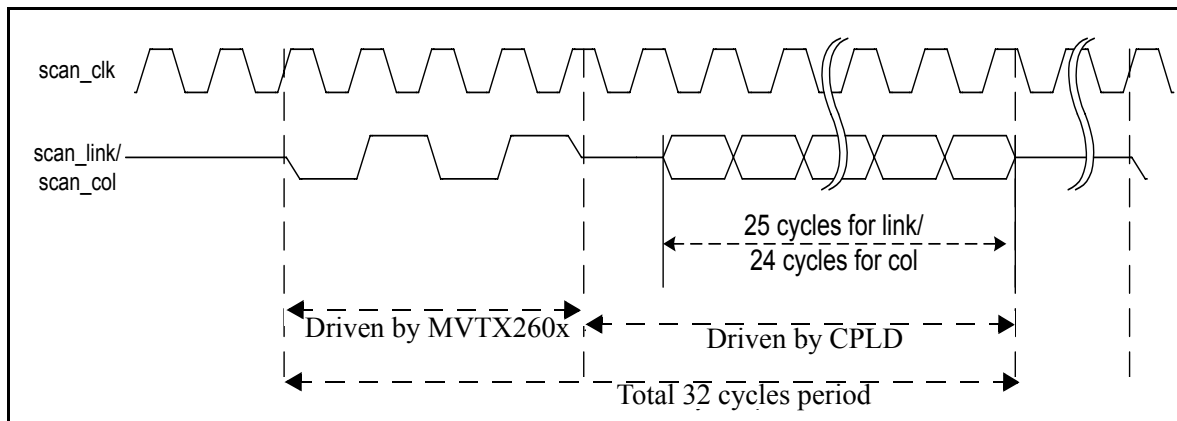 scan_clk
scan_link/
scan_col
25 cycles for link/
24 cycles for col
Driven by MVTX260x
Driven by CPLD
Total 32 cycles period